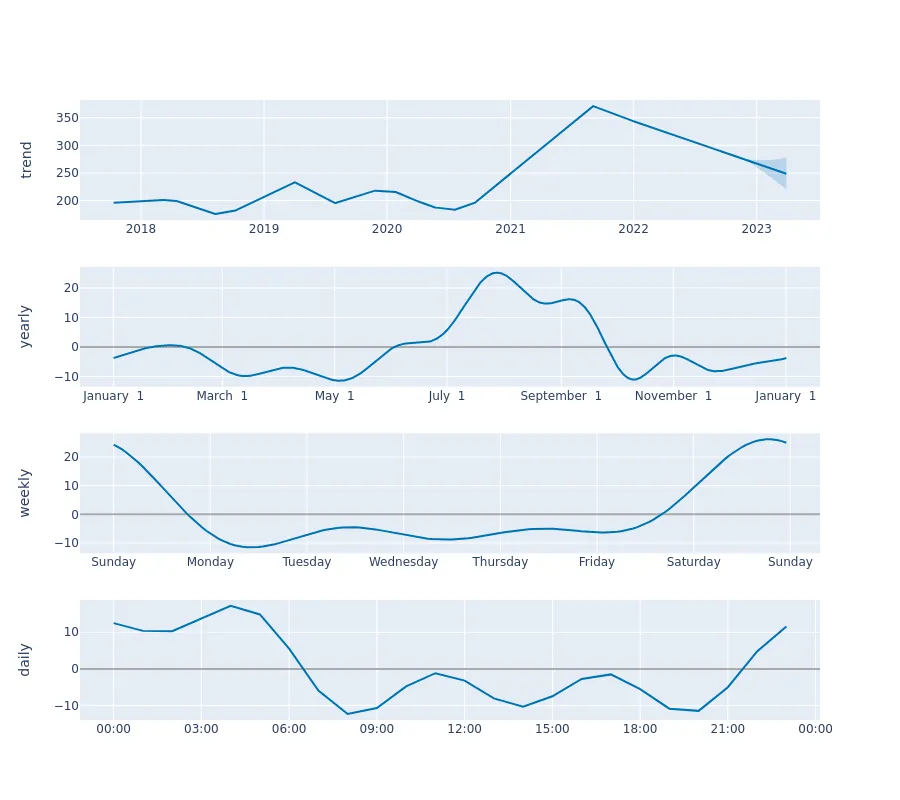 trend
350
300
250
200
2018 2019 2020 2021 2022 2023
yearly
20
10
0
−10
January 1 March 1 May 1 July 1 September 1 November 1 January 1
weekly
20
10
0
−10
Sunday Monday Tuesday Wednesday Thursday Friday Saturday Sunday
daily
10
0
−10
00:00 03:00 06:00 09:00 12:00 15:00 18:00 21:00 00:00